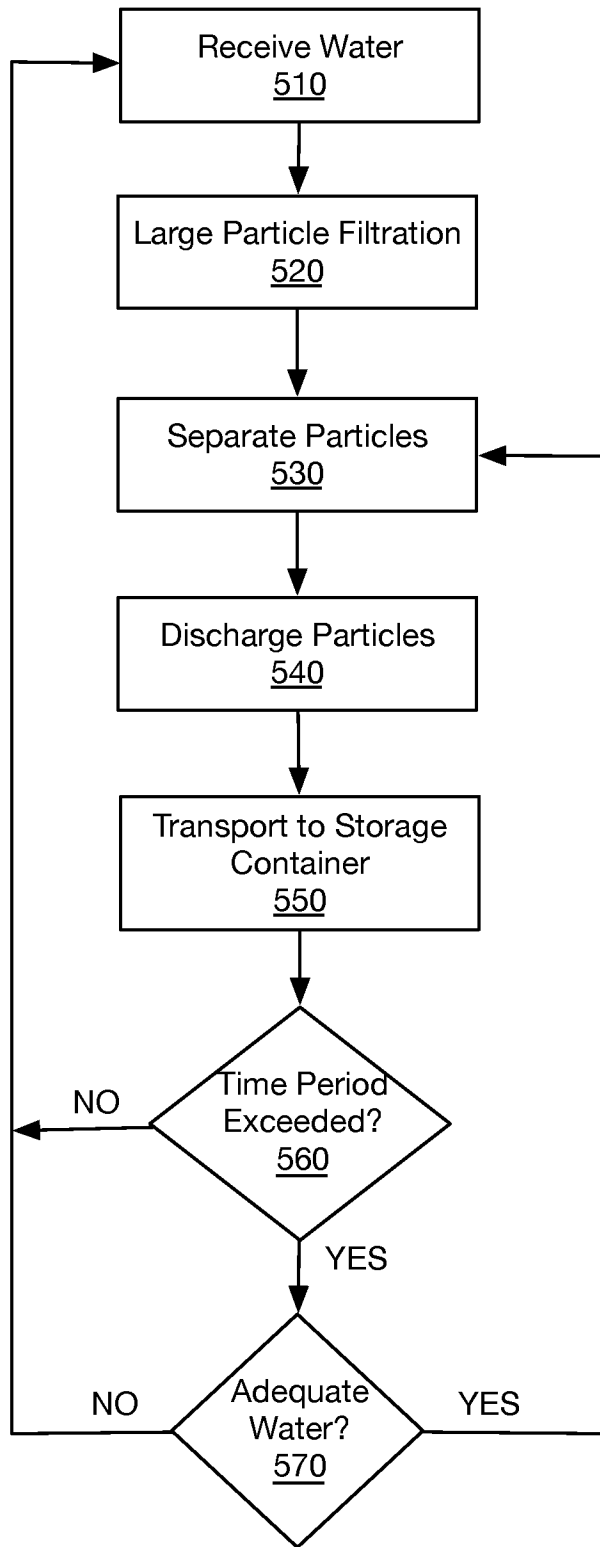 Receive Water
510
Large Particle Filtration
520
Separate Particles
530
Discharge Particles
540
Transport to Storage
Container
550
Time Period
Exceeded?
560
NO
YES
Adequate
Water?
570
NO
YES